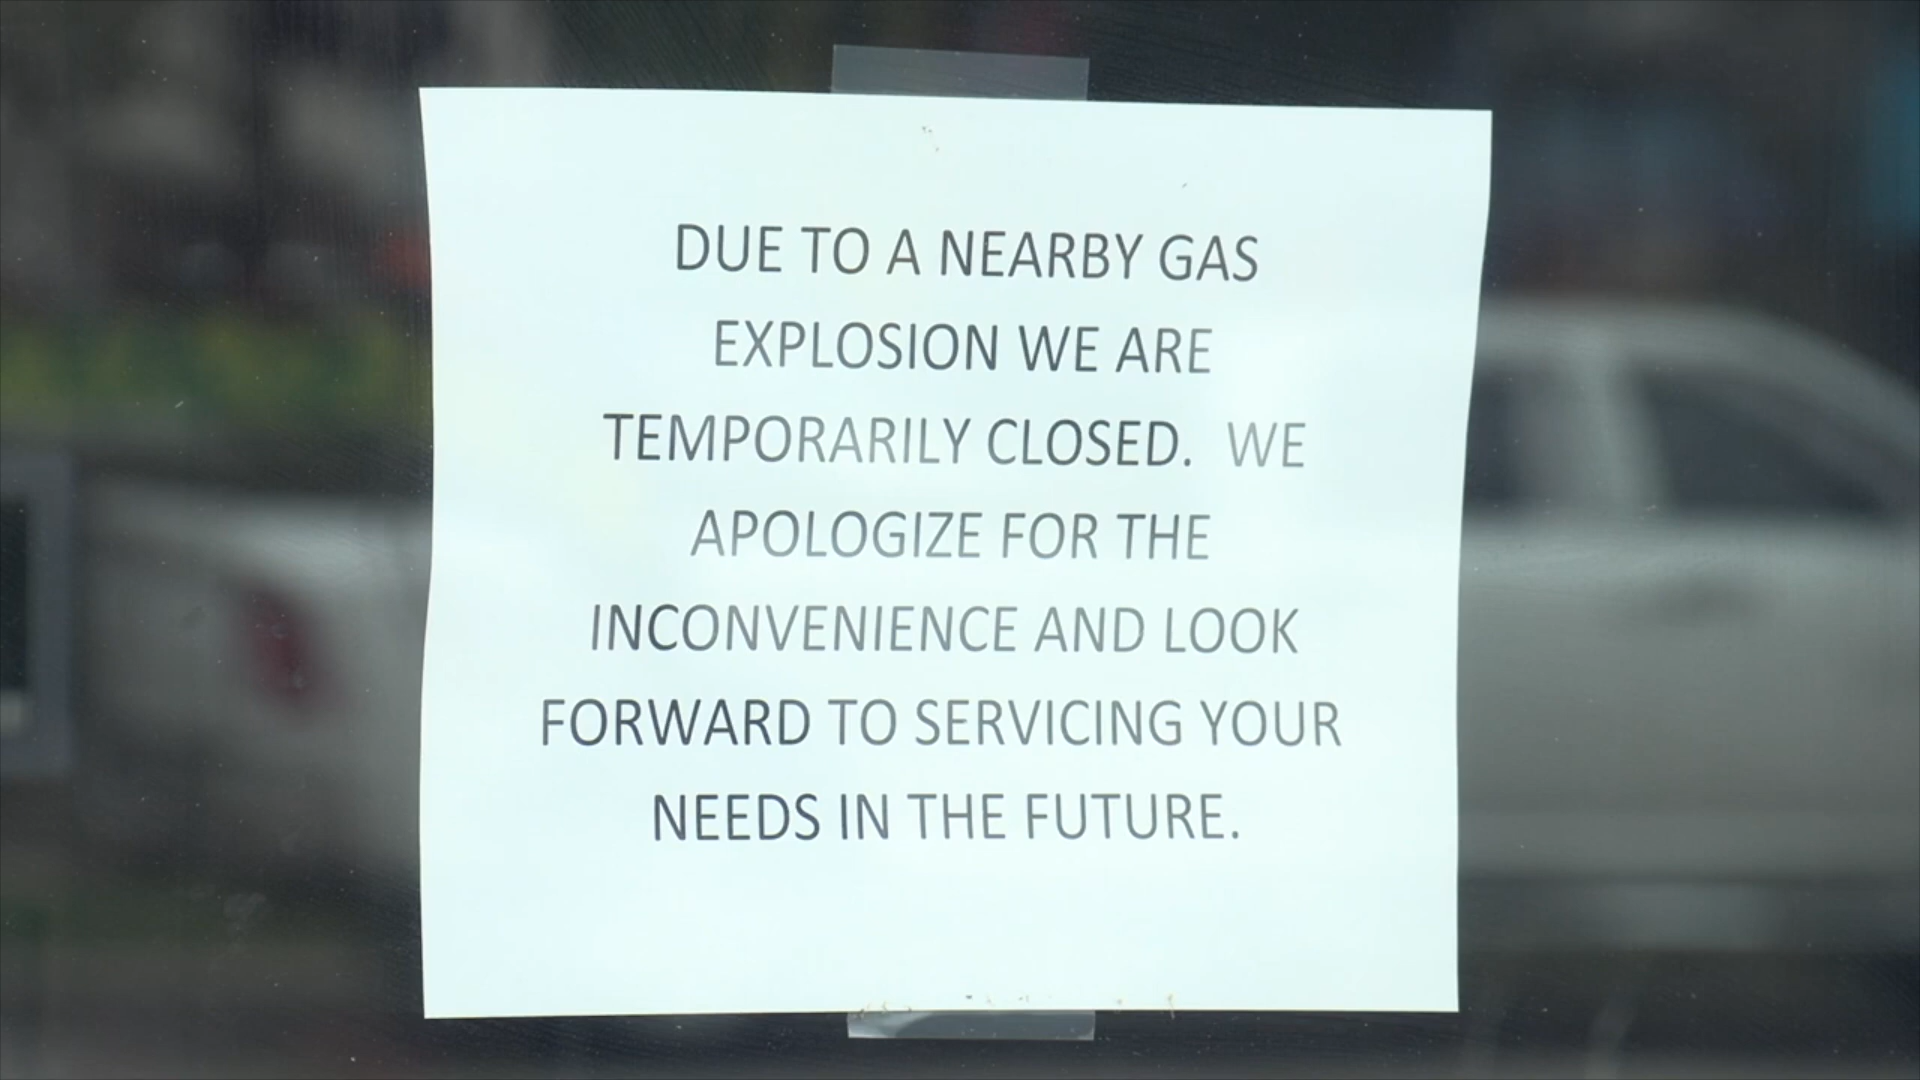 DUE TO A NEARBY GAS
EXPLOSION WE ARE
TEMPORARILY CLOSED.  WE
APOLOGIZE FOR THE
INCONVENIENCE AND LOOK
FORWARD TO SERVICING YOUR
NEEDS IN THE FUTURE.